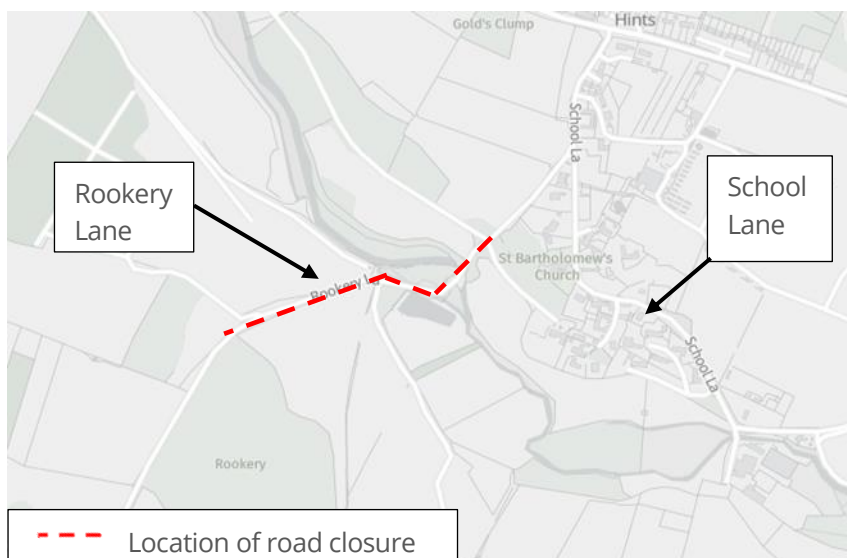 Gold's Clump
Hints
School La
Rookery
Lane
School
Lane
St Bartholomew's
Church
Rookery La
School La
Rookery
Location of road closure